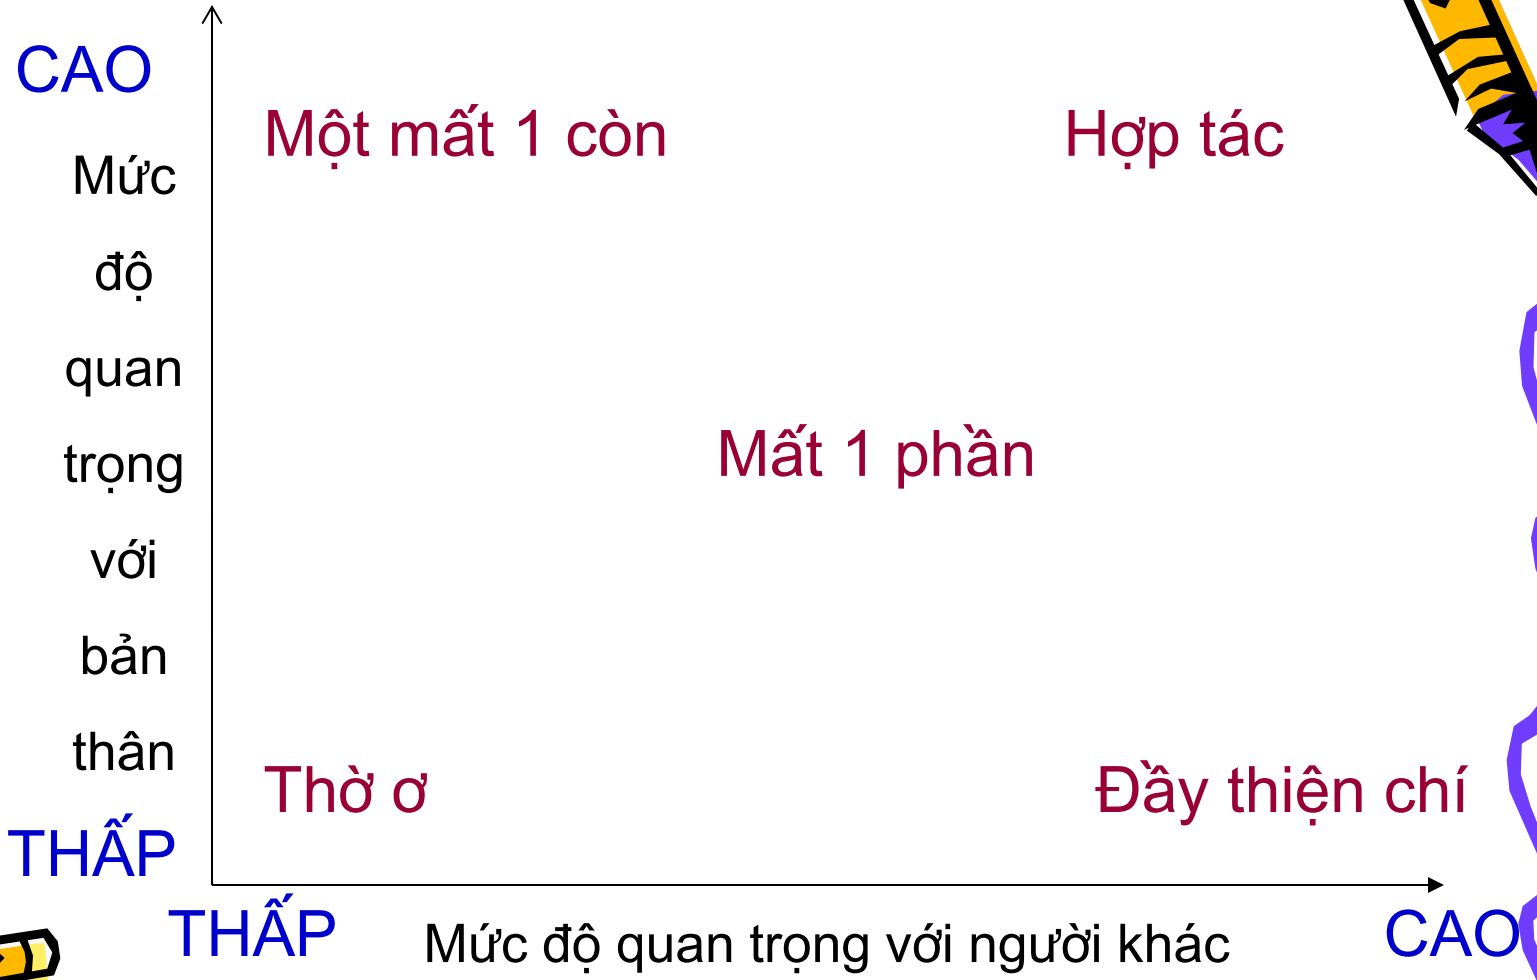 CAO
Mức
độ
quan
trọng
với
bản
thân
THẤP
Một mất 1 còn
Hợp tác
Mất 1 phần
Thờ ơ
Đầy thiện chí
THẤP
Mức độ quan trọng với người khác
CAO